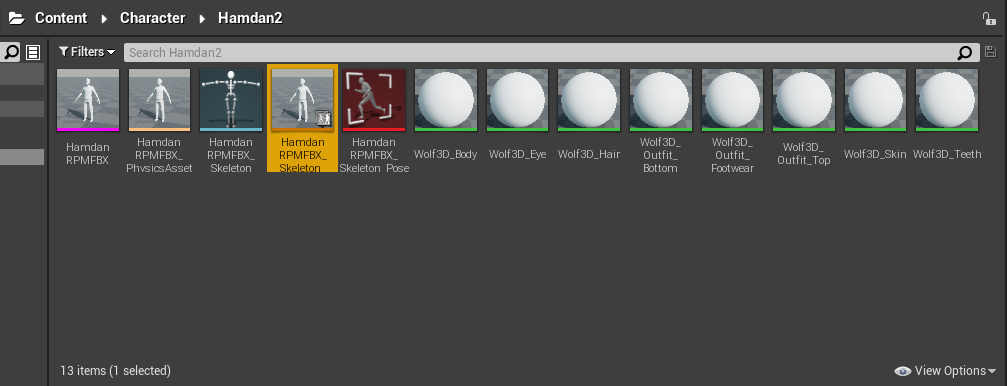 Content Character Hamdan2
Filters Search Hamdan2
Hamdan
RPMFBX
Hamdan
RPMFBX_
PhysicsAsset
Hamdan
RPMFBX_
Skeleton
Hamdan
RPMFBX_
Skeleton
Hamdan
RPMFBX_
Skeleton_Pose
Wolf3D_Body
Wolf3D_Eye
Wolf3D_Hair
Wolf3D_
Outfit_
Bottom
Wolf3D_
Outfit_
Footwear
Wolf3D_
Outfit_Top
Wolf3D_Skin
Wolf3D_Teeth
13 items (1 selected)
View Options